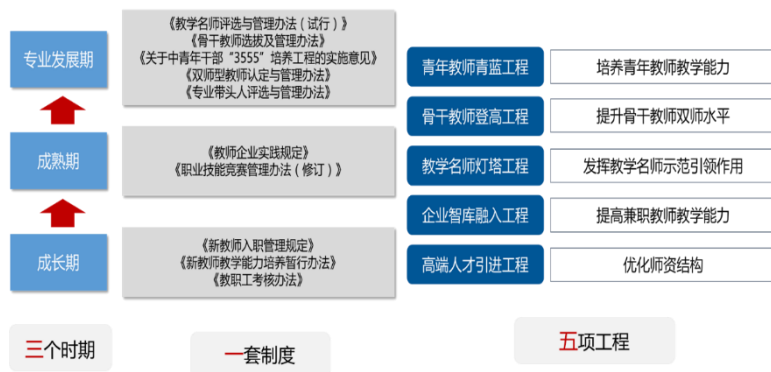 专业发展期
《教学名师评选与管理办法（试行）》
《骨干教师选拔及管理办法》
《关于中青年干部“3555”培养工程的实施意见》
《双师型教师认定与管理办法》
《专业带头人评选与管理办法》
成熟期
《教师企业实践规定》
《职业技能竞赛管理办法（修订）》
成长期
《新教师入职管理规定》
《新教师教学能力培养暂行办法》
《教职工考核办法》
青年教师青蓝工程
培养青年教师教学能力
骨干教师登高工程
提升骨干教师双师水平
教学名师灯塔工程
发挥教学名师示范引领作用
企业智库融入工程
提高兼职教师教学能力
高端人才引进工程
优化师资结构
三个时期
一套制度
五项工程